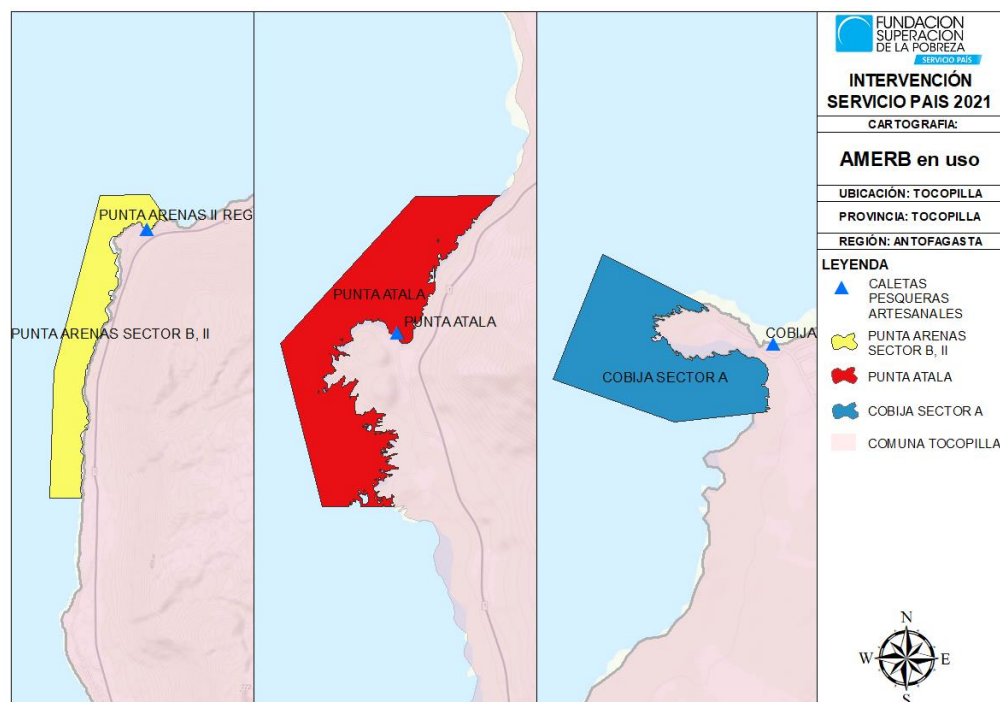 PUNTA ARENAS II REG
PUNTA ARENAS SECTOR B, II
PUNTA ATALA
PUNTA ATALA
COBIJA
COBIJA SECTOR A
FUNDACION
SUPERACION
DE LA POBREZA
SERVICIO PAÍS
INTERVENCIÓN
SERVICIO PAIS 2021
CARTOGRAFIA:
AMERB en uso
UBICACIÓN: TOCOPILLA
PROVINCIA: TOCOPILLA
REGIÓN: ANTOFAGASTA
LEYENDA
CALETAS
PESQUERAS
ARTESANALES
PUNTA ARENAS
SECTOR B, II
PUNTA ATALA
COBIJA SECTOR A
COMUNA TOCOPILLA
N
W
E
S